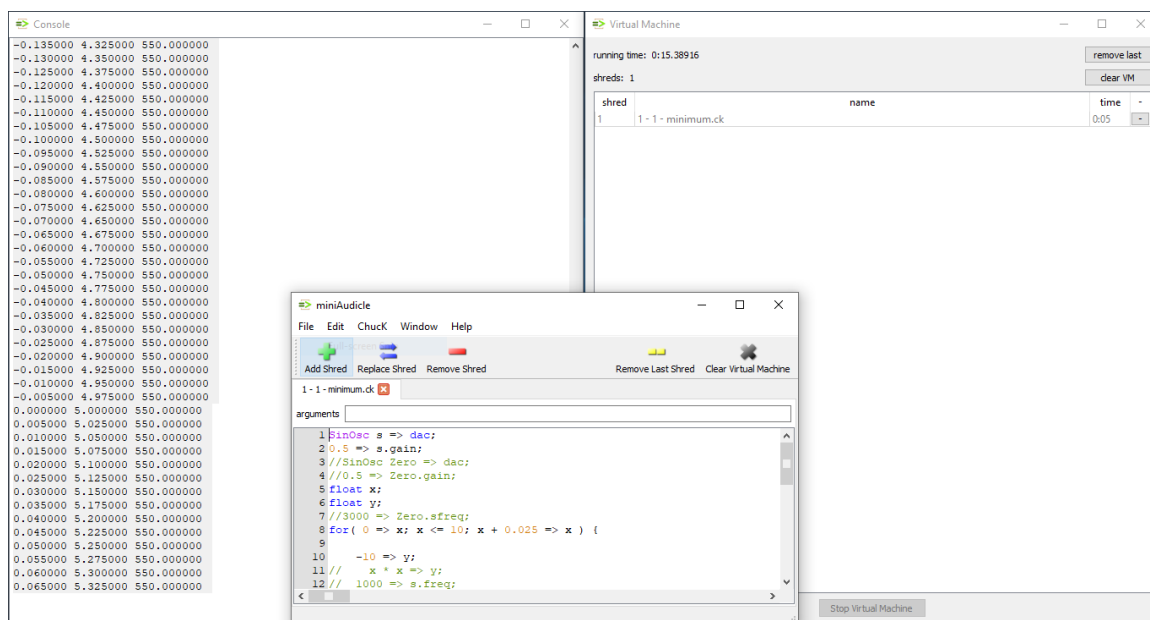 Console
-0.135000 4.325000 550.000000
-0.130000 4.350000 550.000000
-0.125000 4.375000 550.000000
-0.120000 4.400000 550.000000
-0.115000 4.425000 550.000000
-0.110000 4.450000 550.000000
-0.105000 4.475000 550.000000
-0.100000 4.500000 550.000000
-0.095000 4.525000 550.000000
-0.090000 4.550000 550.000000
-0.085000 4.575000 550.000000
-0.080000 4.600000 550.000000
-0.075000 4.625000 550.000000
-0.070000 4.650000 550.000000
-0.065000 4.675000 550.000000
-0.060000 4.700000 550.000000
-0.055000 4.725000 550.000000
-0.050000 4.750000 550.000000
-0.045000 4.775000 550.000000
-0.040000 4.800000 550.000000
-0.035000 4.825000 550.000000
-0.030000 4.850000 550.000000
-0.025000 4.875000 550.000000
-0.020000 4.900000 550.000000
-0.015000 4.925000 550.000000
-0.010000 4.950000 550.000000
-0.005000 4.975000 550.000000
0.000000 5.000000 550.000000
0.005000 5.025000 550.000000
0.010000 5.050000 550.000000
0.015000 5.075000 550.000000
0.020000 5.100000 550.000000
0.025000 5.125000 550.000000
0.030000 5.150000 550.000000
0.035000 5.175000 550.000000
0.040000 5.200000 550.000000
0.045000 5.225000 550.000000
0.050000 5.250000 550.000000
0.055000 5.275000 550.000000
0.060000 5.300000 550.000000
0.065000 5.325000 550.000000
Virtual Machine
running time: 0:15.38916
remove last
shreds: 1
clear VM
shred name time -
1 1 - 1 - minimum.ck 0:05 -
miniAudicle
File Edit ChucK Window Help
Add Shred Replace Shred Remove Shred Remove Last Shred Clear Virtual Machine
1 - 1 - minimum.ck
arguments
1 SinOsc s => dac;
2 0.5 => s.gain;
3 //SinOsc Zero => dac;
4 //0.5 => Zero.gain;
5 float x;
6 float y;
7 //3000 => Zero.sfreq;
8 for( 0 => x; x <= 10; x + 0.025 => x ) {
9
10 -10 => y;
11 // x * x => y;
12 // 1000 => s.freq;
Stop Virtual Machine